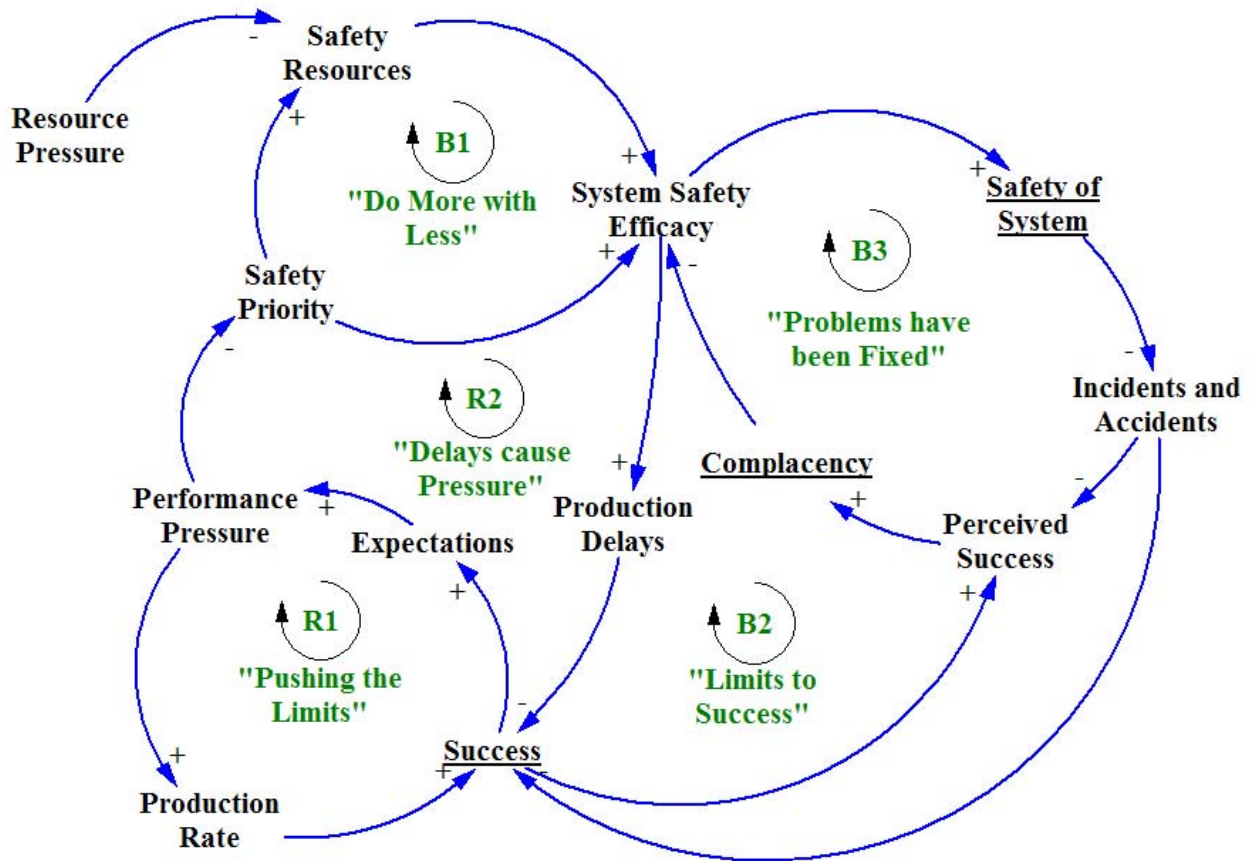 Safety
Resources
-
Resource
Pressure
+
B1
"Do More with
Less"
+
System Safety
Efficacy
+
-
+
Safety of
System
B3
"Problems have
been Fixed"
Safety
Priority
-
R2
"Delays cause
Pressure"
-
Incidents and
Accidents
Complacency
+
+
-
Performance
Pressure
+
Expectations
+
Production
Delays
Perceived
Success
+
R1
"Pushing the
Limits"
B2
"Limits to
Success"
-
+
Success
+
-
Production
Rate